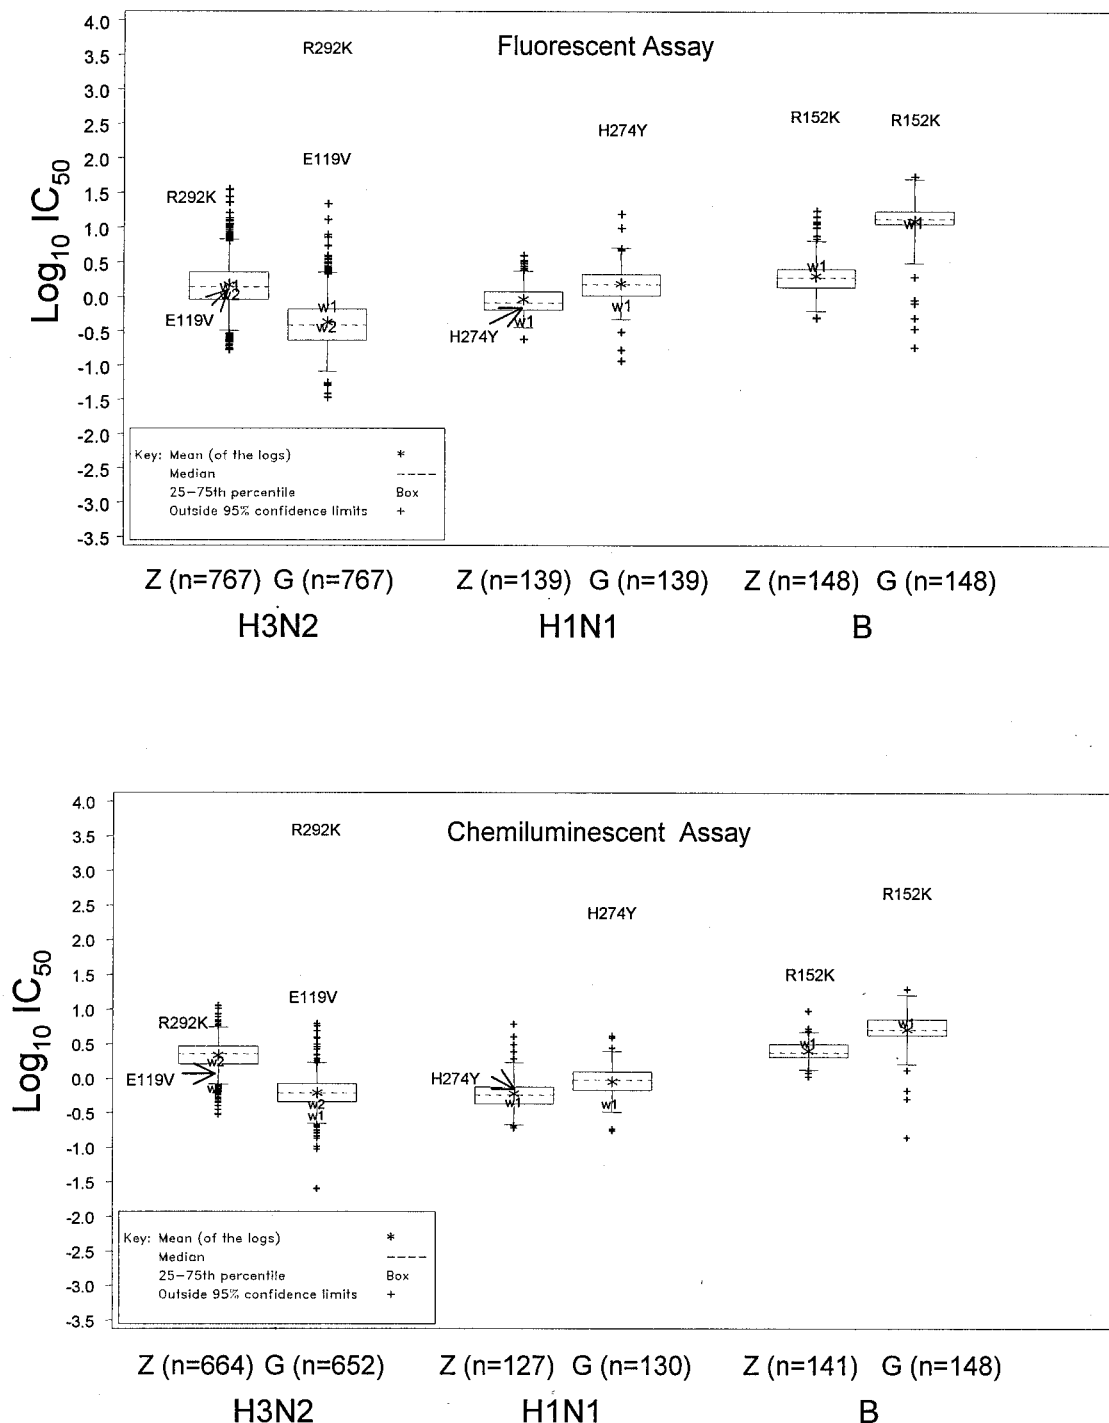 Fluorescent Assay
Log10 IC50
4.0
3.5
3.0
2.5
2.0
1.5
1.0
0.5
0.0
-0.5
-1.0
-1.5
-2.0
-2.5
-3.0
-3.5
R292K
E119V
R292K
w1
w2
E119V
w1
w2
H274Y
H274Y
w1
w1
R152K
R152K
w1
w1
Key: Mean (of the logs) *
Median -----
25-75th percentile Box
Outside 95% confidence limits +
Z (n=767) G (n=767) Z (n=139) G (n=139) Z (n=148) G (n=148)
H3N2 H1N1 B
Chemiluminescent Assay
Log10 IC50
4.0
3.5
3.0
2.5
2.0
1.5
1.0
0.5
0.0
-0.5
-1.0
-1.5
-2.0
-2.5
-3.0
-3.5
R292K
E119V
R292K
w2
E119V
w1
w2
w1
H274Y
H274Y
w1
w1
R152K
R152K
w1
w1
Key: Mean (of the logs) *
Median -----
25-75th percentile Box
Outside 95% confidence limits +
Z (n=664) G (n=652) Z (n=127) G (n=130) Z (n=141) G (n=148)
H3N2 H1N1 B